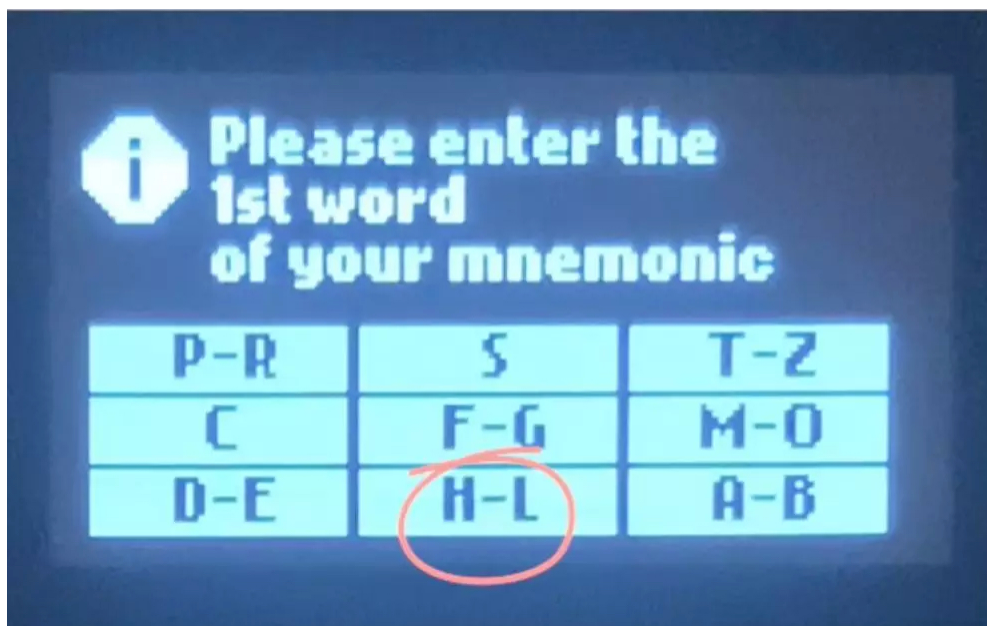 i
Please enter the
1st word
of your mnemonic
P-R S T-Z
C F-G M-O
D-E H-L A-B